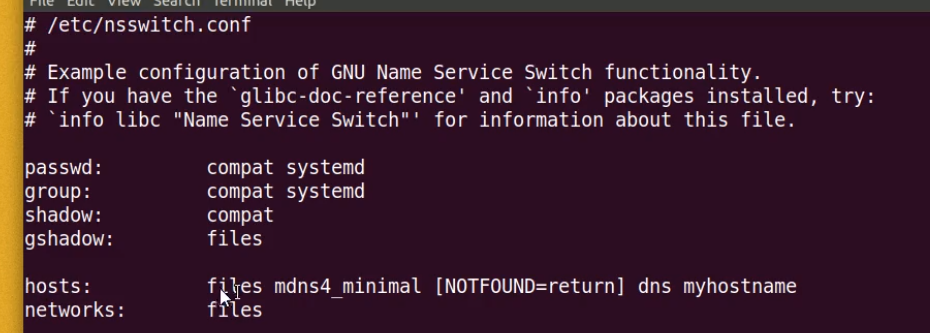 File Edit View Search Terminal Help
# /etc/nsswitch.conf
#
# Example configuration of GNU Name Service Switch functionality.
# If you have the `glibc-doc-reference' and `info' packages installed, try:
# `info libc "Name Service Switch"' for information about this file.
passwd: compat systemd
group: compat systemd
shadow: compat
gshadow: files
hosts: files mdns4_minimal [NOTFOUND=return] dns myhostname
networks: files